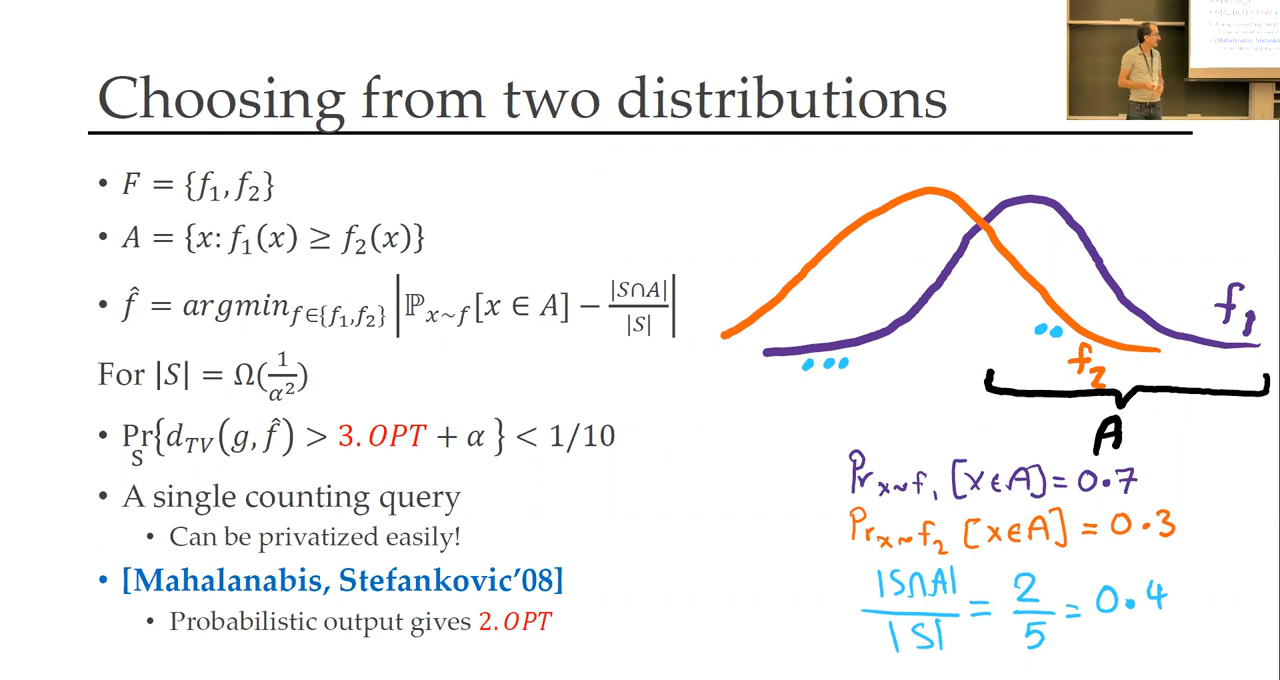 Choosing from two distributions
• F = {f₁, f₂}
• A = {x: f₁(x) ≥ f₂(x)}
• f̂ = argmin_{f∈{f₁,f₂}} |ℙ_{x~f}[x ∈ A] − |S∩A|/|S||
For |S| = Ω(1/α²)
• Pr_S{d_TV(g, f̂) > 3.OPT + α } < 1/10
• A single counting query
• Can be privatized easily!
• [Mahalanabis, Stefankovic'08]
• Probabilistic output gives 2.OPT
f₁
f₂
A
Pr_{x~f₁} [x∈A] = 0.7
Pr_{x~f₂} [x∈A] = 0.3
|S∩A|/|S| = 2/5 = 0.4